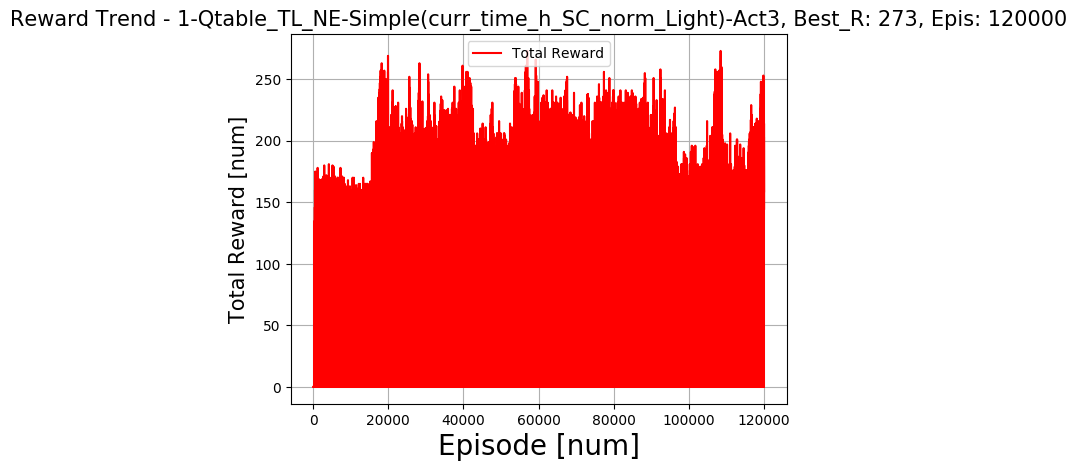 Reward Trend - 1-Qtable_TL_NE-Simple(curr_time_h_SC_norm_Light)-Act3, Best_R: 273, Epis: 120000
Total Reward
250
200
150
100
50
0
Total Reward [num]
0 20000 40000 60000 80000 100000 120000
Episode [num]